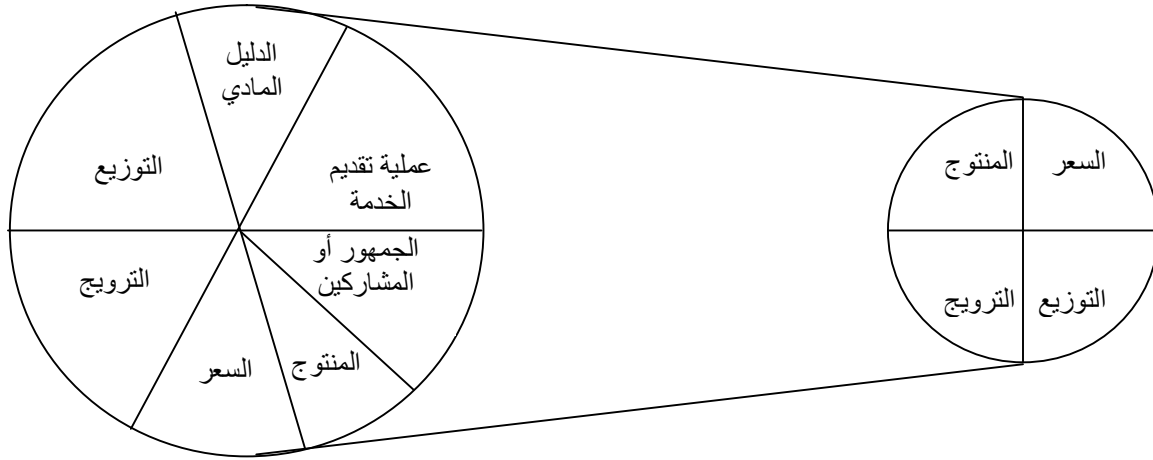 الدليل
المادي
عملية تقديم
الخدمة
التوزيع
الجمهور أو
المشاركين
الترويج
المنتوج
السعر
السعر
المنتوج
التوزيع
الترويج